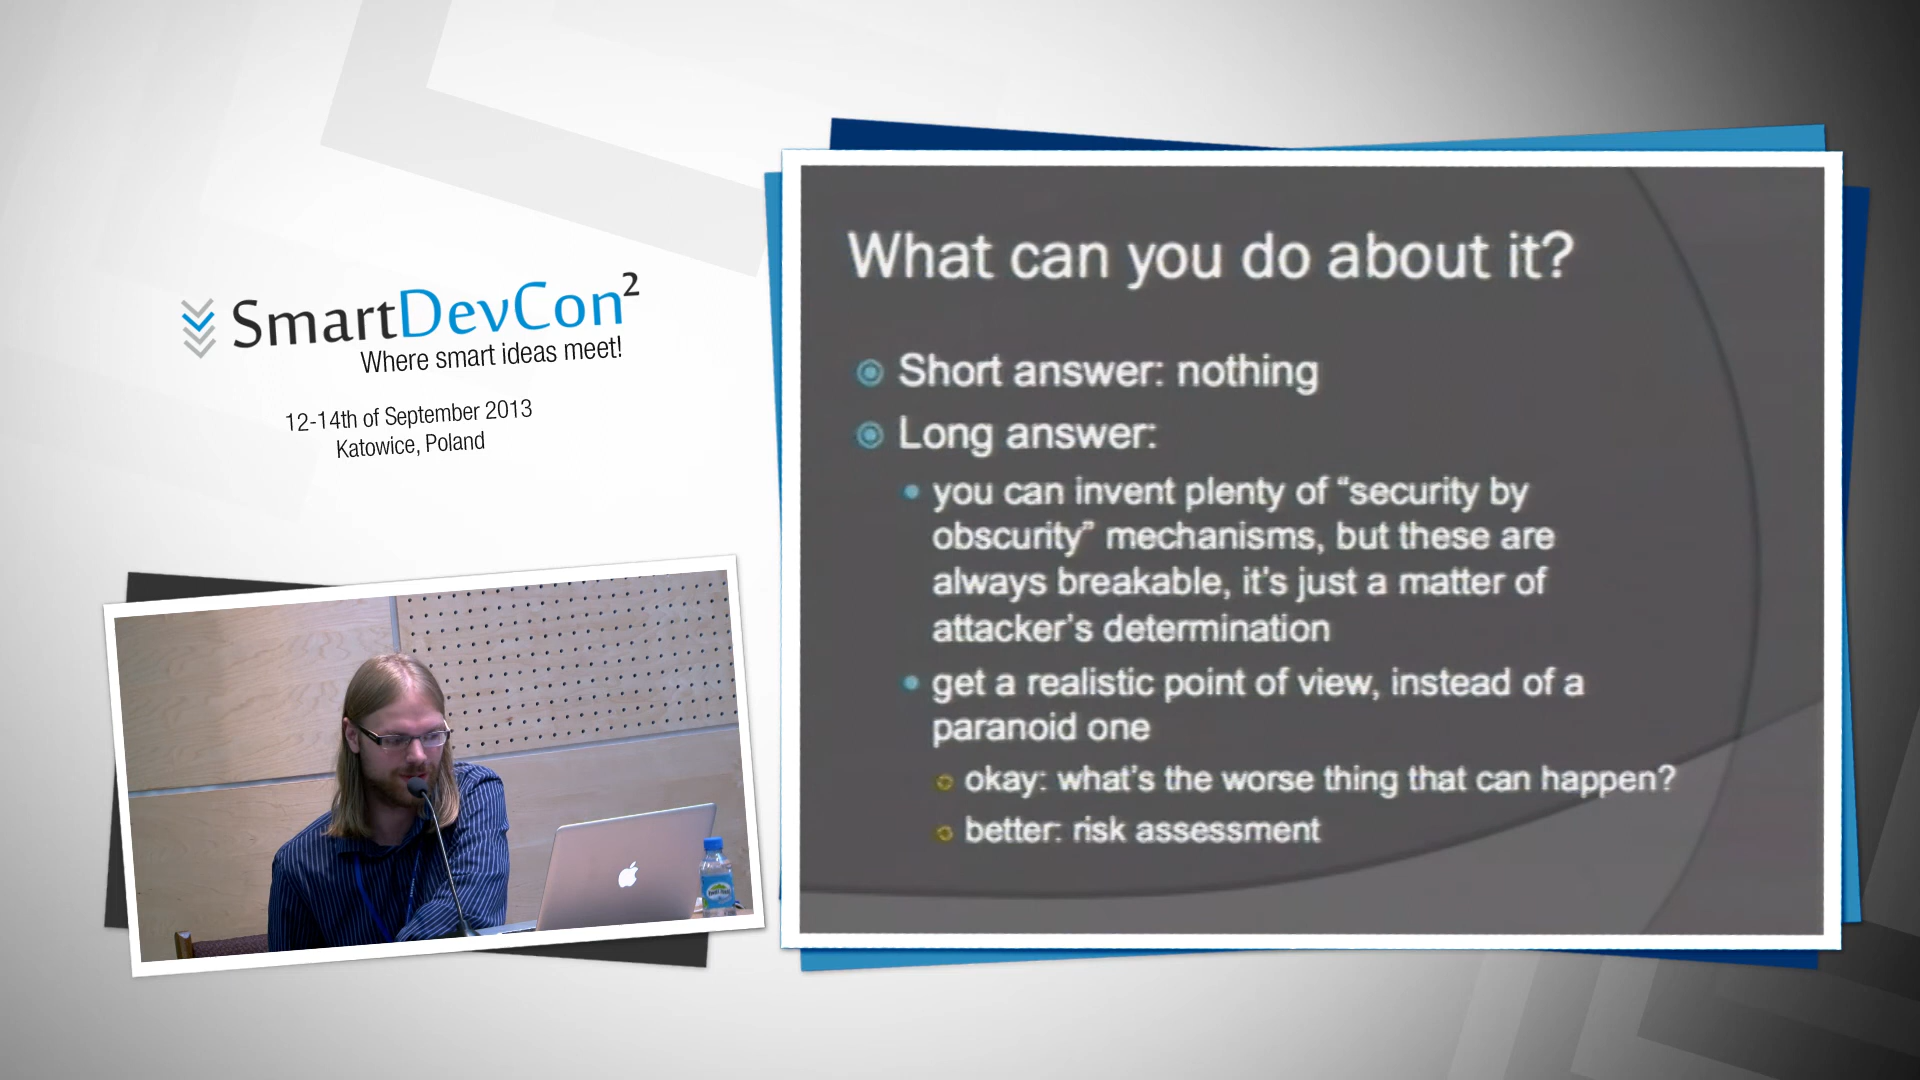 SmartDevCon²
Where smart ideas meet!
12-14th of September 2013
Katowice, Poland
What can you do about it?
Short answer: nothing
Long answer:
you can invent plenty of “security by
obscurity” mechanisms, but these are
always breakable, it’s just a matter of
attacker’s determination
get a realistic point of view, instead of a
paranoid one
okay: what’s the worse thing that can happen?
better: risk assessment